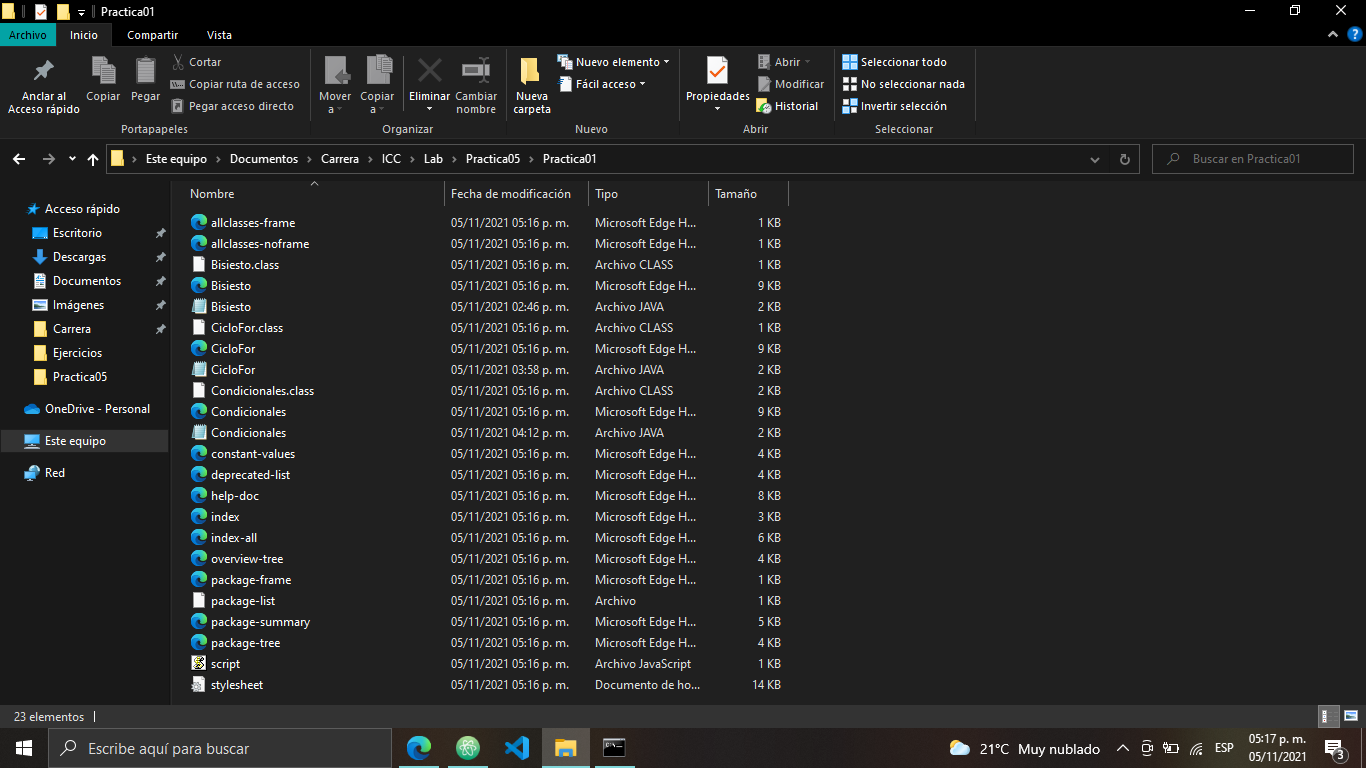 Practica01
Archivo Inicio Compartir Vista
Anclar al Acceso rápido
Copiar
Pegar
Cortar
Copiar ruta de acceso
Pegar acceso directo
Portapapeles
Mover a
Copiar a
Eliminar
Cambiar nombre
Organizar
Nueva carpeta
Nuevo elemento
Fácil acceso
Nuevo
Propiedades
Abrir
Modificar
Historial
Abrir
Seleccionar todo
No seleccionar nada
Invertir selección
Seleccionar
Este equipo Documentos Carrera ICC Lab Practica05 Practica01
Buscar en Practica01
Acceso rápido
Escritorio
Descargas
Documentos
Imágenes
Carrera
Ejercicios
Practica05
OneDrive - Personal
Este equipo
Red
Nombre Fecha de modificación Tipo Tamaño
allclasses-frame 05/11/2021 05:16 p. m. Microsoft Edge H... 1 KB
allclasses-noframe 05/11/2021 05:16 p. m. Microsoft Edge H... 1 KB
Bisiesto.class 05/11/2021 05:16 p. m. Archivo CLASS 1 KB
Bisiesto 05/11/2021 05:16 p. m. Microsoft Edge H... 9 KB
Bisiesto 05/11/2021 02:46 p. m. Archivo JAVA 2 KB
CicloFor.class 05/11/2021 05:16 p. m. Archivo CLASS 1 KB
CicloFor 05/11/2021 05:16 p. m. Microsoft Edge H... 9 KB
CicloFor 05/11/2021 03:58 p. m. Archivo JAVA 2 KB
Condicionales.class 05/11/2021 05:16 p. m. Archivo CLASS 2 KB
Condicionales 05/11/2021 05:16 p. m. Microsoft Edge H... 9 KB
Condicionales 05/11/2021 04:12 p. m. Archivo JAVA 2 KB
constant-values 05/11/2021 05:16 p. m. Microsoft Edge H... 4 KB
deprecated-list 05/11/2021 05:16 p. m. Microsoft Edge H... 4 KB
help-doc 05/11/2021 05:16 p. m. Microsoft Edge H... 8 KB
index 05/11/2021 05:16 p. m. Microsoft Edge H... 3 KB
index-all 05/11/2021 05:16 p. m. Microsoft Edge H... 6 KB
overview-tree 05/11/2021 05:16 p. m. Microsoft Edge H... 4 KB
package-frame 05/11/2021 05:16 p. m. Microsoft Edge H... 1 KB
package-list 05/11/2021 05:16 p. m. Archivo 1 KB
package-summary 05/11/2021 05:16 p. m. Microsoft Edge H... 5 KB
package-tree 05/11/2021 05:16 p. m. Microsoft Edge H... 4 KB
script 05/11/2021 05:16 p. m. Archivo JavaScript 1 KB
stylesheet 05/11/2021 05:16 p. m. Documento de ho... 14 KB
23 elementos
Escribe aquí para buscar
21°C Muy nublado
ESP
05:17 p. m.
05/11/2021
3